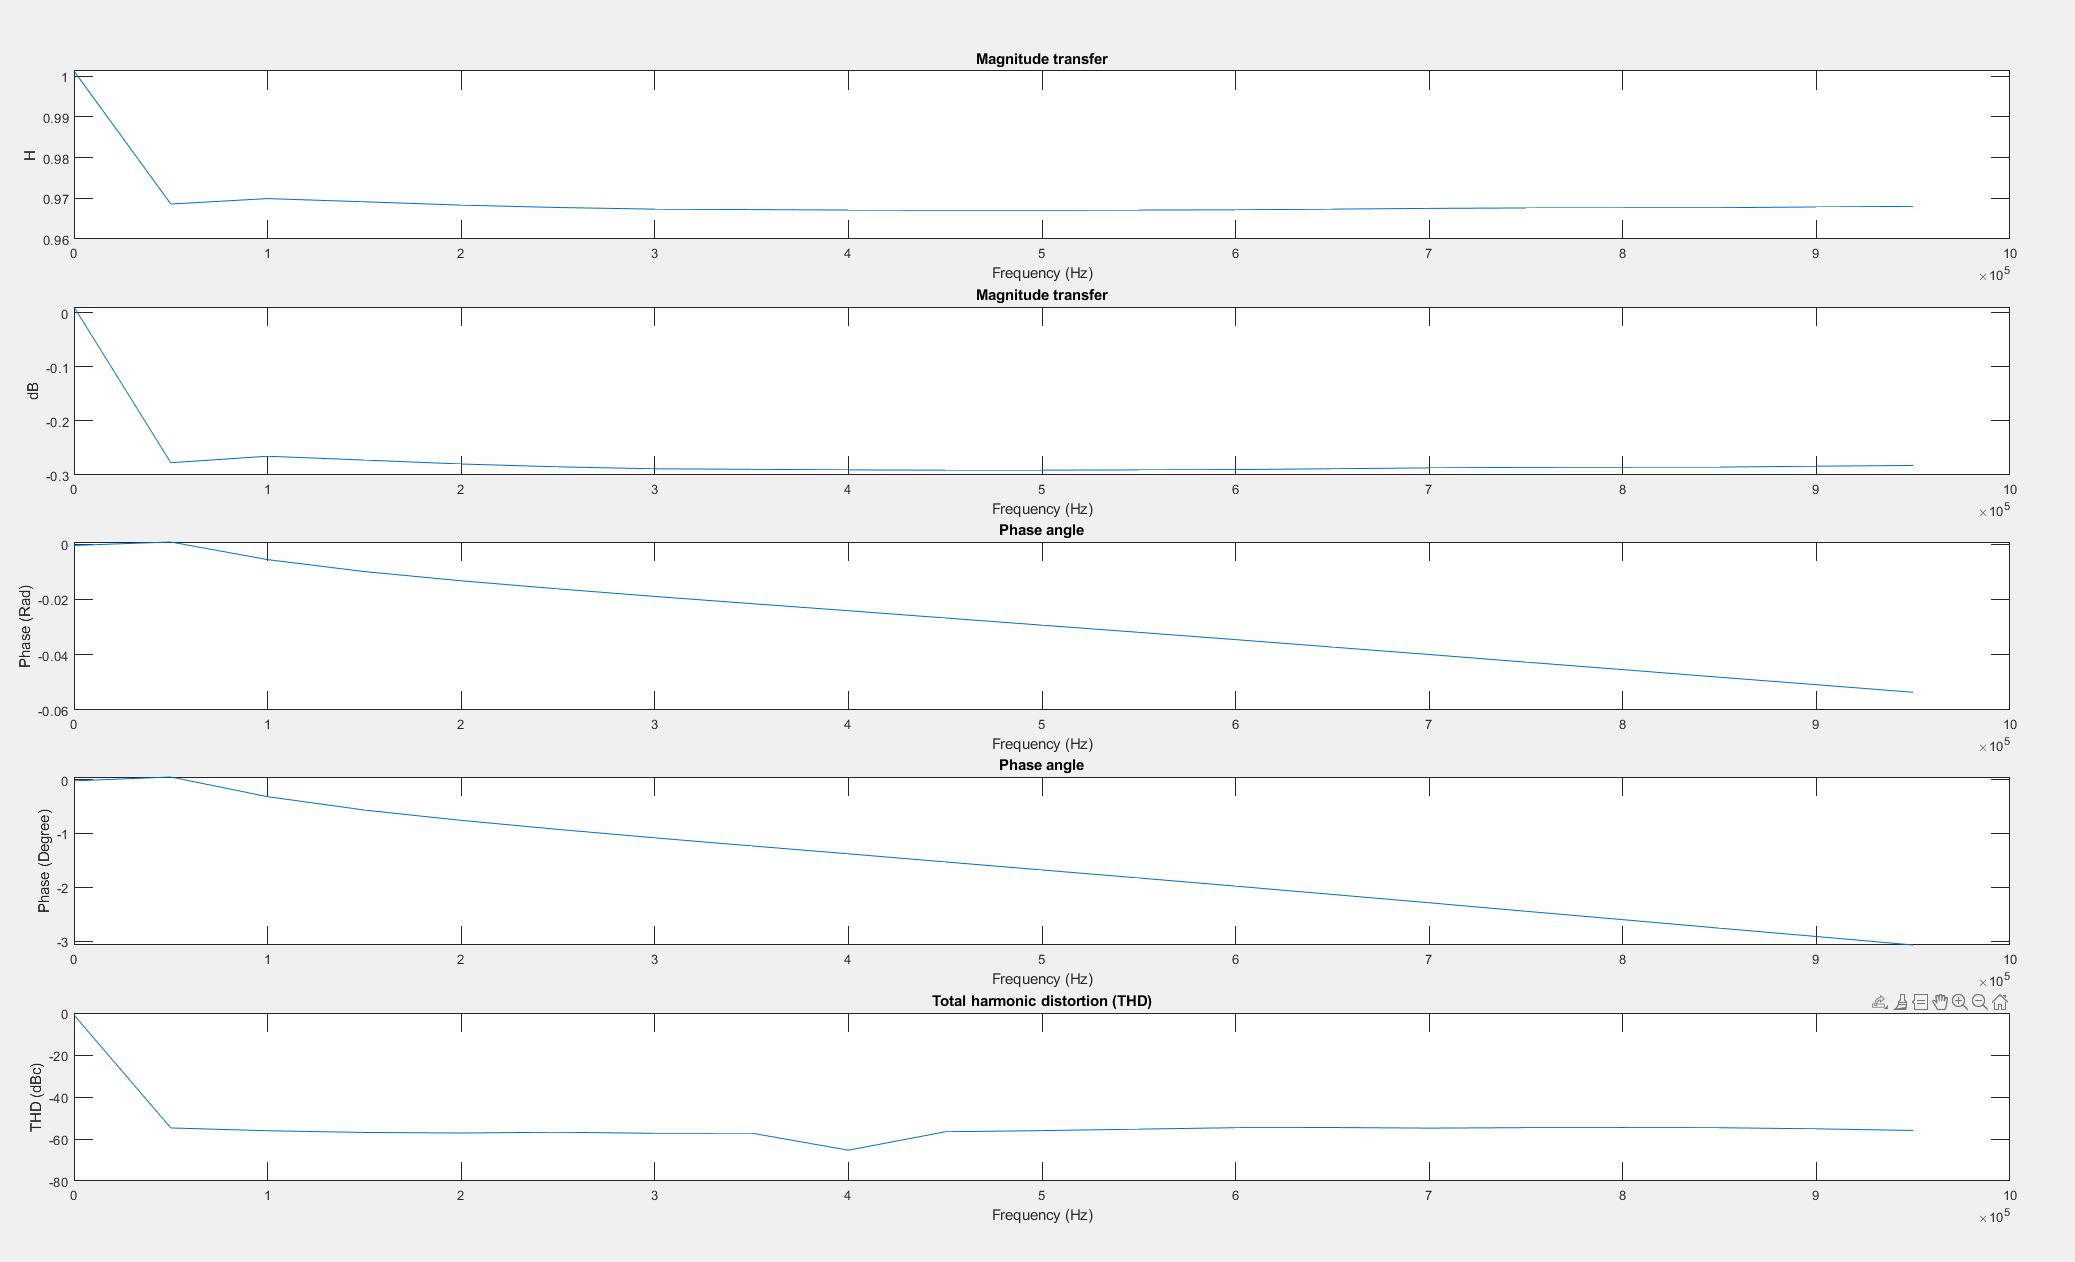 Magnitude transfer
1
0.99
0.98
0.97
0.96
H
0 1 2 3 4 5 6 7 8 9 10
Frequency (Hz)
×10^5
Magnitude transfer
0
-0.1
-0.2
-0.3
dB
0 1 2 3 4 5 6 7 8 9 10
Frequency (Hz)
×10^5
Phase angle
0
-0.02
-0.04
-0.06
Phase (Rad)
0 1 2 3 4 5 6 7 8 9 10
Frequency (Hz)
×10^5
Phase angle
0
-1
-2
-3
Phase (Degree)
0 1 2 3 4 5 6 7 8 9 10
Frequency (Hz)
×10^5
Total harmonic distortion (THD)
0
-20
-40
-60
-80
THD (dBc)
0 1 2 3 4 5 6 7 8 9 10
Frequency (Hz)
×10^5